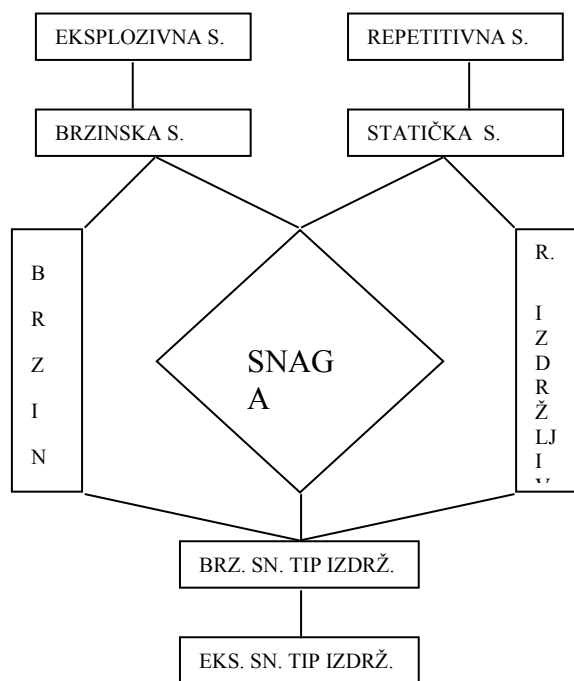 EKSPLOZIVNA S.
REPETITIVNA S.
BRZINSKA S.
STATIČKA S.
B
R
Z
I
N
SNAG
A
R.
I
Z
D
R
Ž
LJ
I
V
BRZ. SN. TIP IZDRŽ.
EKS. SN. TIP IZDRŽ.